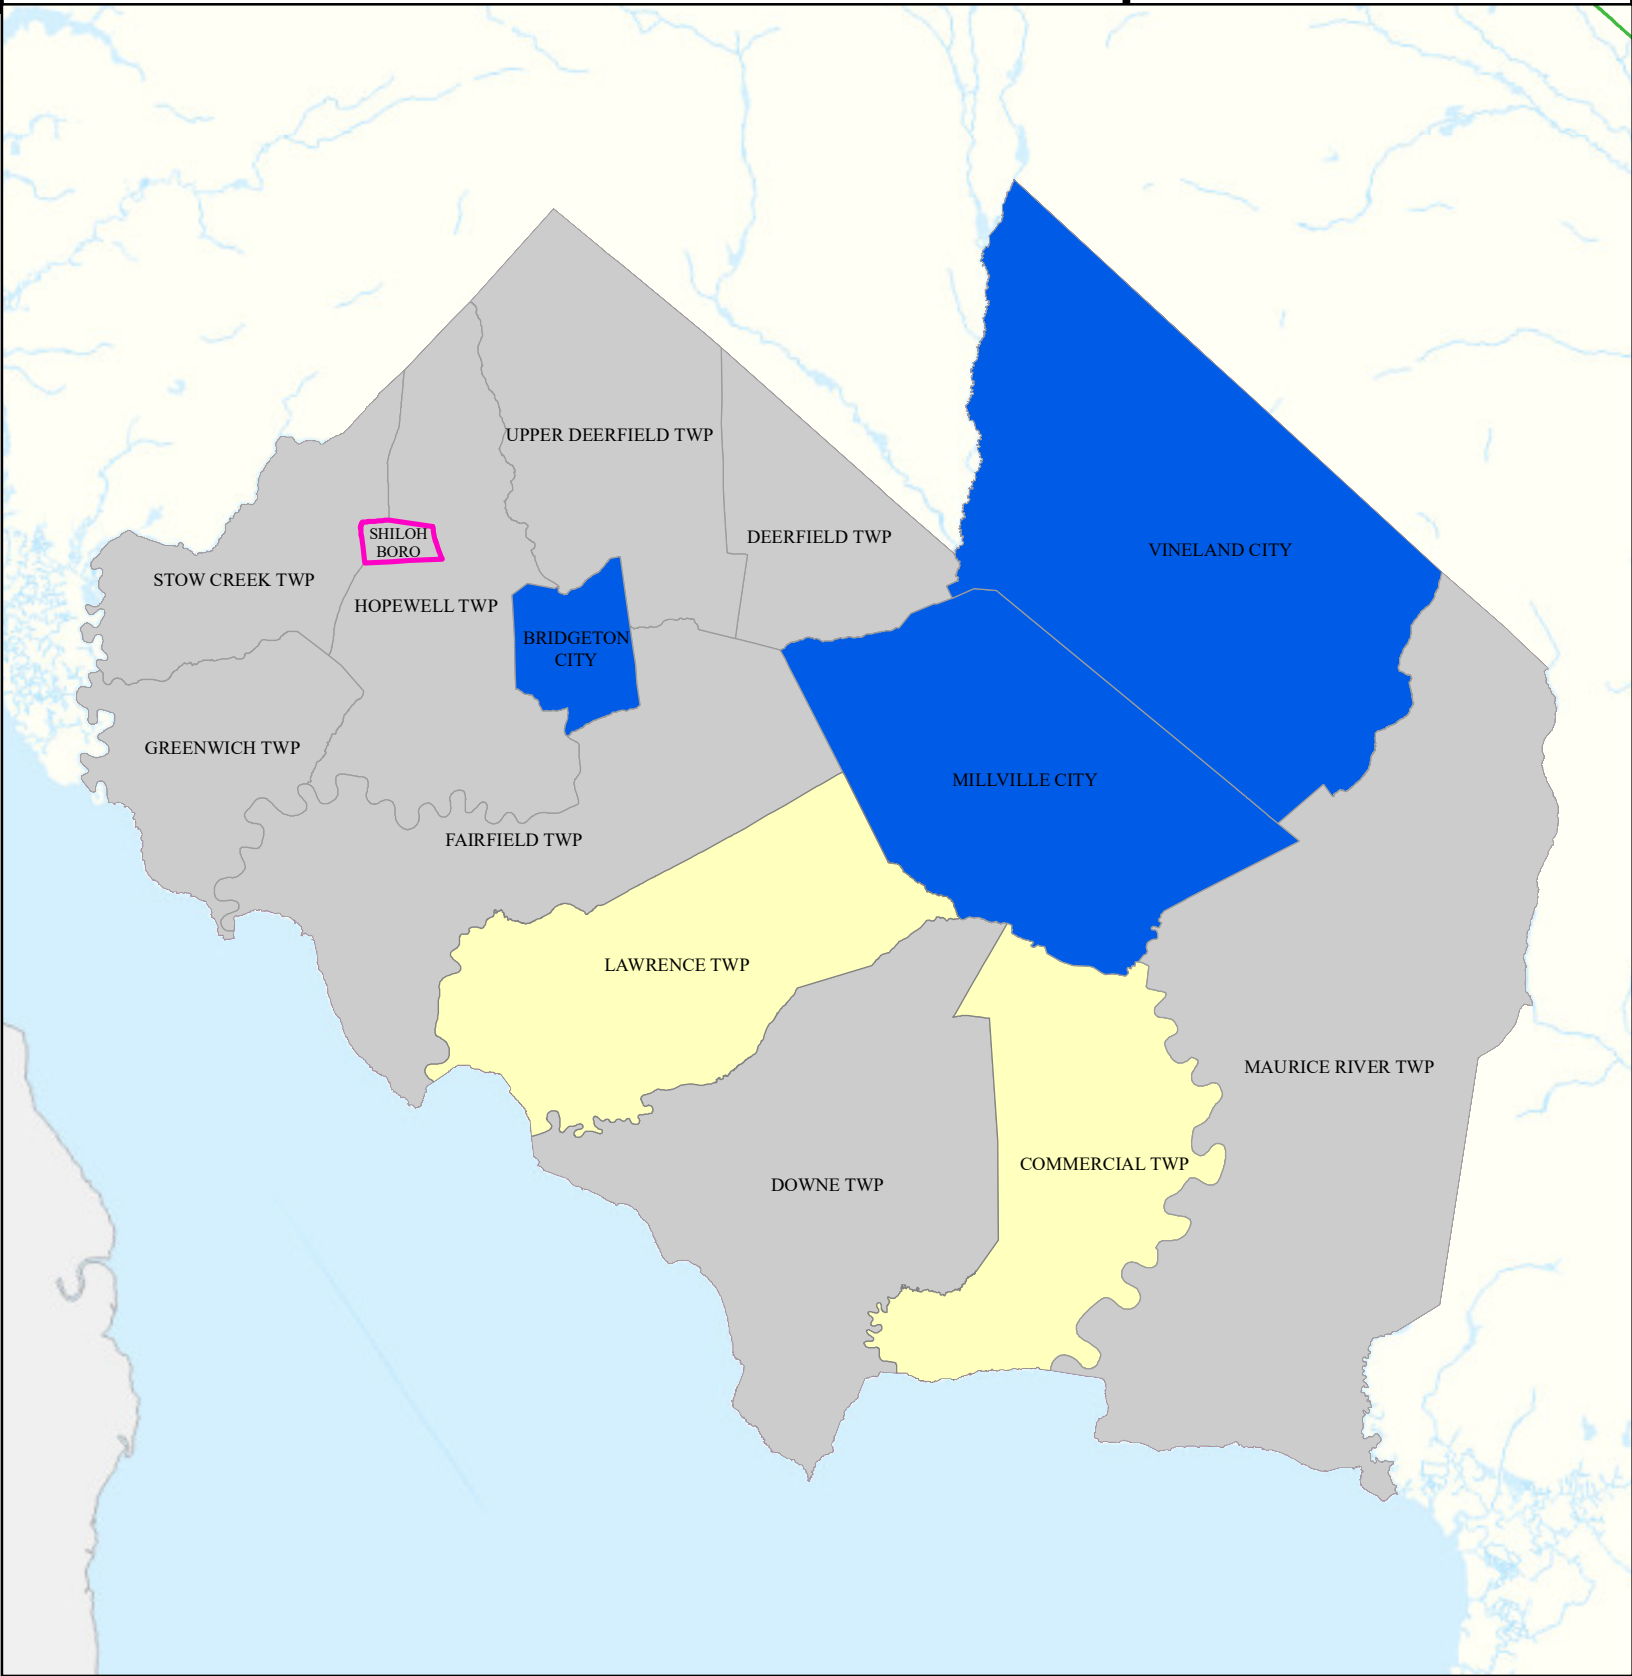 UPPER DEERFIELD TWP
SHILOH
BORO
DEERFIELD TWP
VINELAND CITY
STOW CREEK TWP
HOPEWELL TWP
BRIDGETON
CITY
GREENWICH TWP
MILLVILLE CITY
FAIRFIELD TWP
LAWRENCE TWP
MAURICE RIVER TWP
COMMERCIAL TWP
DOWNE TWP